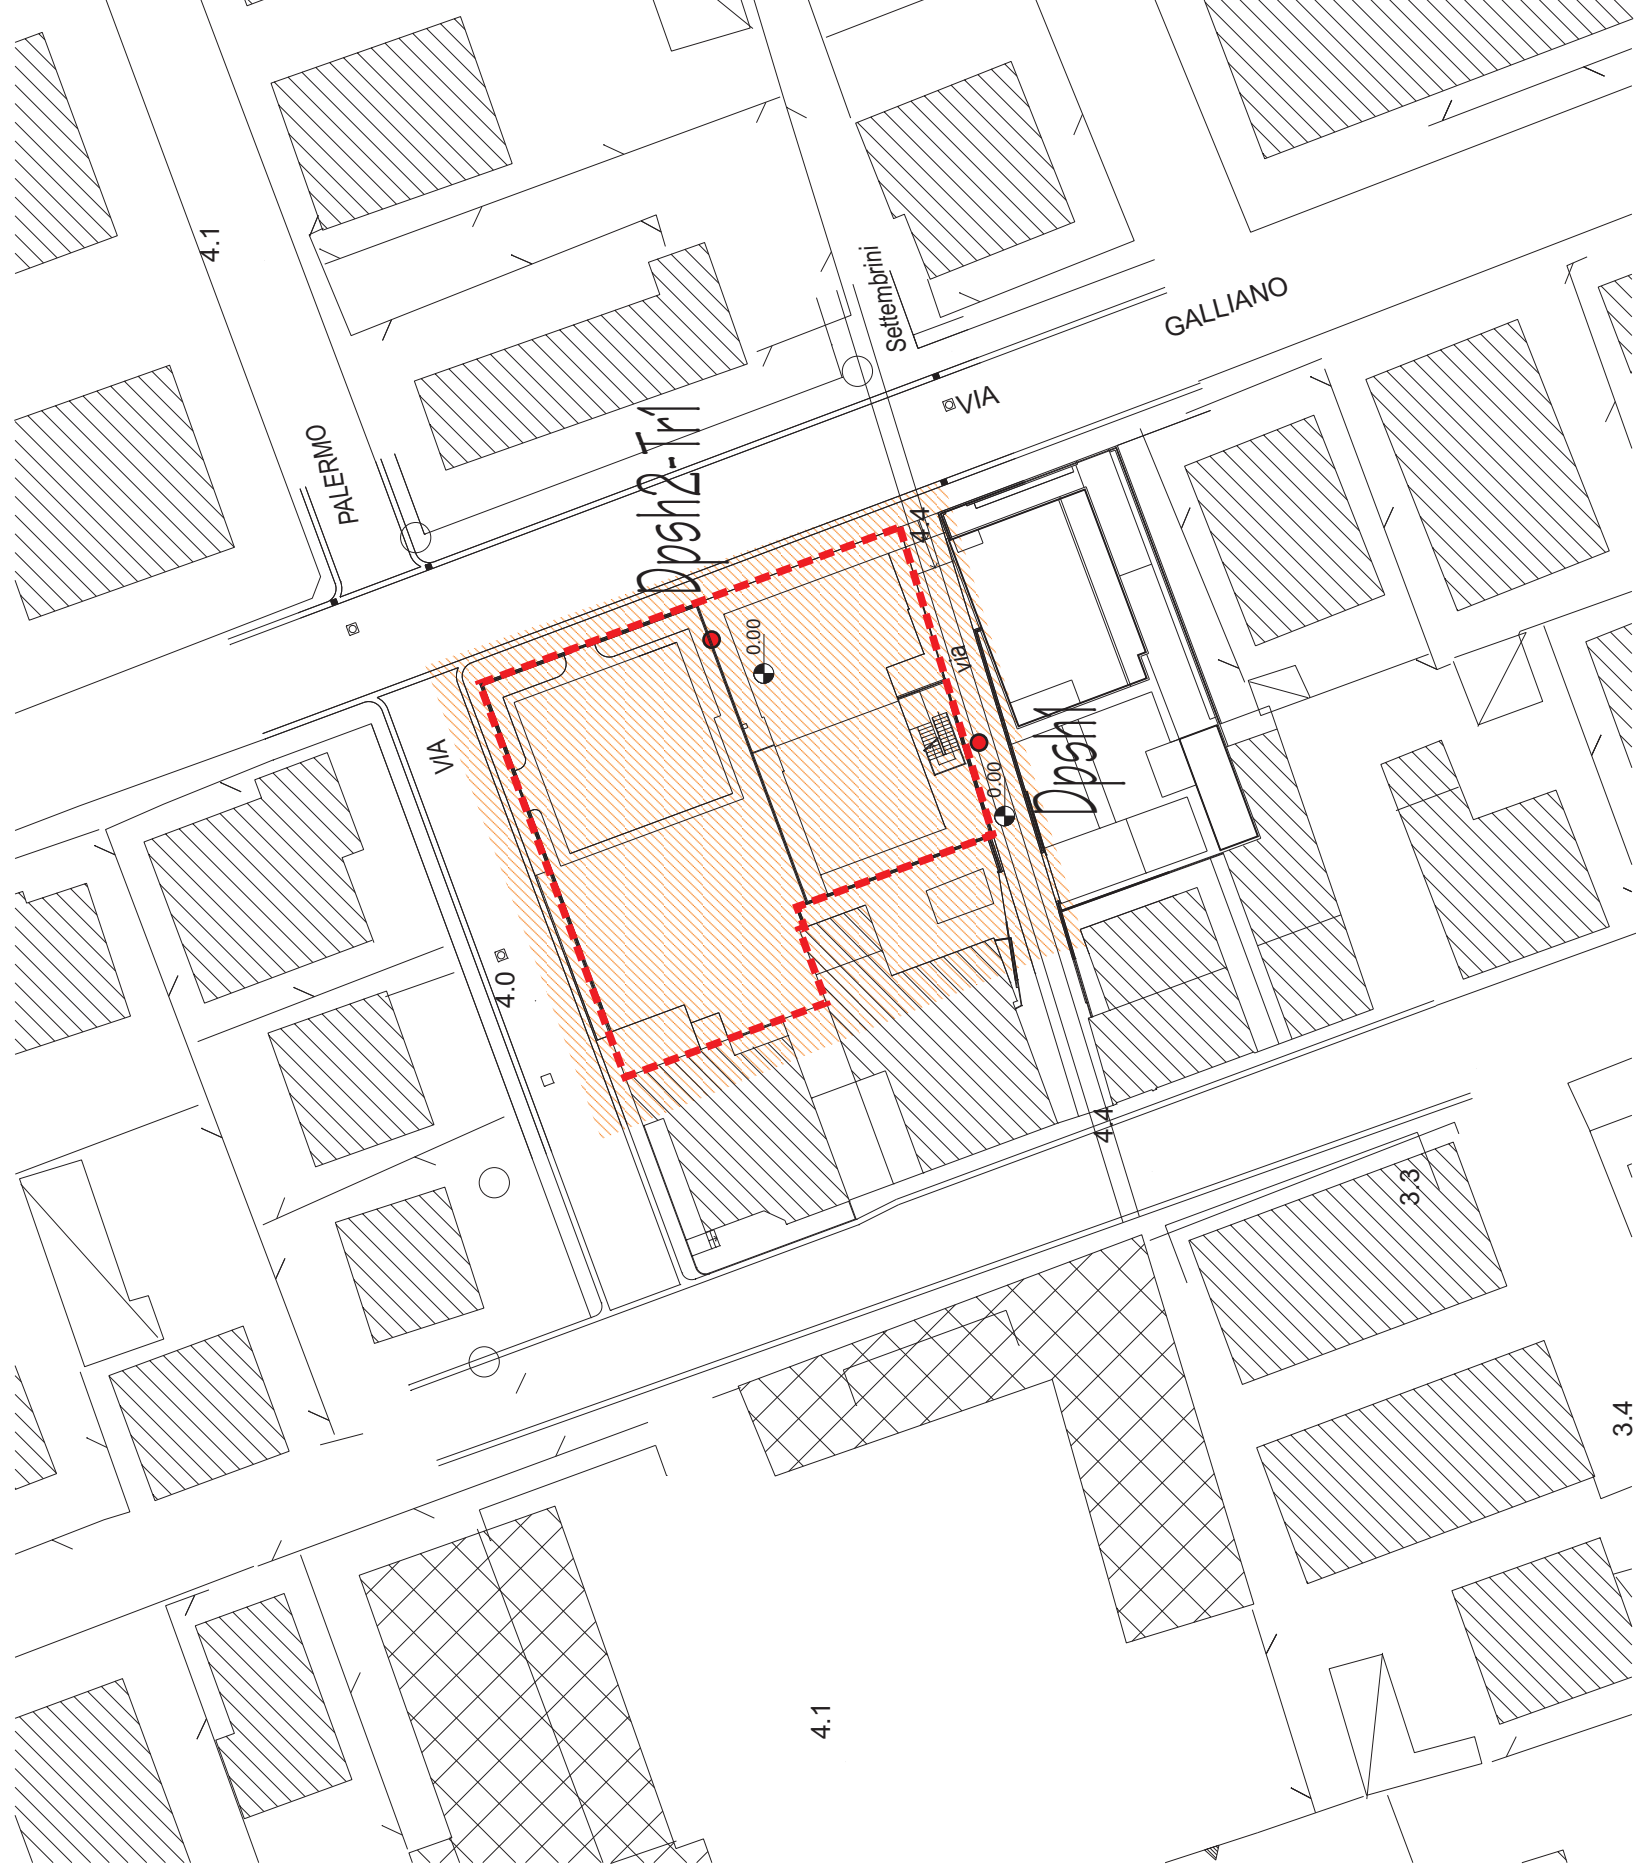 4.1
PALERMO
Settembrini
GALLIANO
VIA
Dpsh2-Tr1
4.4
0.00
via
VIA
0.00
Dpsh1
4.0
4.4
3.3
3.4
4.1